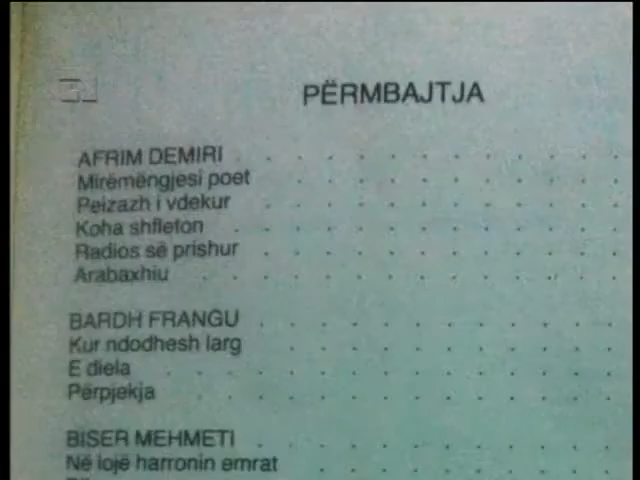 PËRMBAJTJA
AFRIM DEMIRI . . . . . . . . . . . . . .
Mirëmëngjesi poet . . . . . . . . . . . . .
Peizazh i vdekur . . . . . . . . . . . . . .
Koha shfleton . . . . . . . . . . . . . . .
Radios së prishur . . . . . . . . . . . . .
Arabaxhiu . . . . . . . . . . . . . . . .
BARDH FRANGU . . . . . . . . . . . . .
Kur ndodhesh larg . . . . . . . . . . . . .
E diela . . . . . . . . . . . . . . . . .
Përpjekja . . . . . . . . . . . . . . . .
BISER MEHMETI . . . . . . . . . . . . .
Në lojë harronin emrat . . . . . . . . . . .